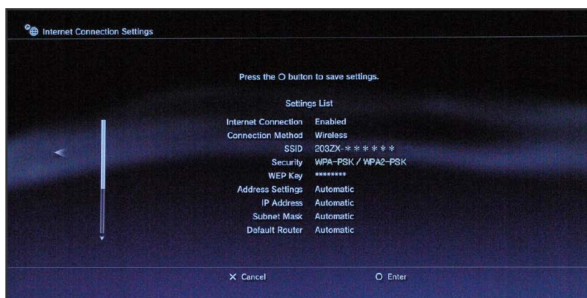 Internet Connection Settings
Press the O button to save settings.
Settings List
Internet Connection Enabled
Connection Method Wireless
SSID 203ZX-******
Security WPA-PSK / WPA2-PSK
WEP Key ********
Address Settings Automatic
IP Address Automatic
Subnet Mask Automatic
Default Router Automatic
X Cancel O Enter